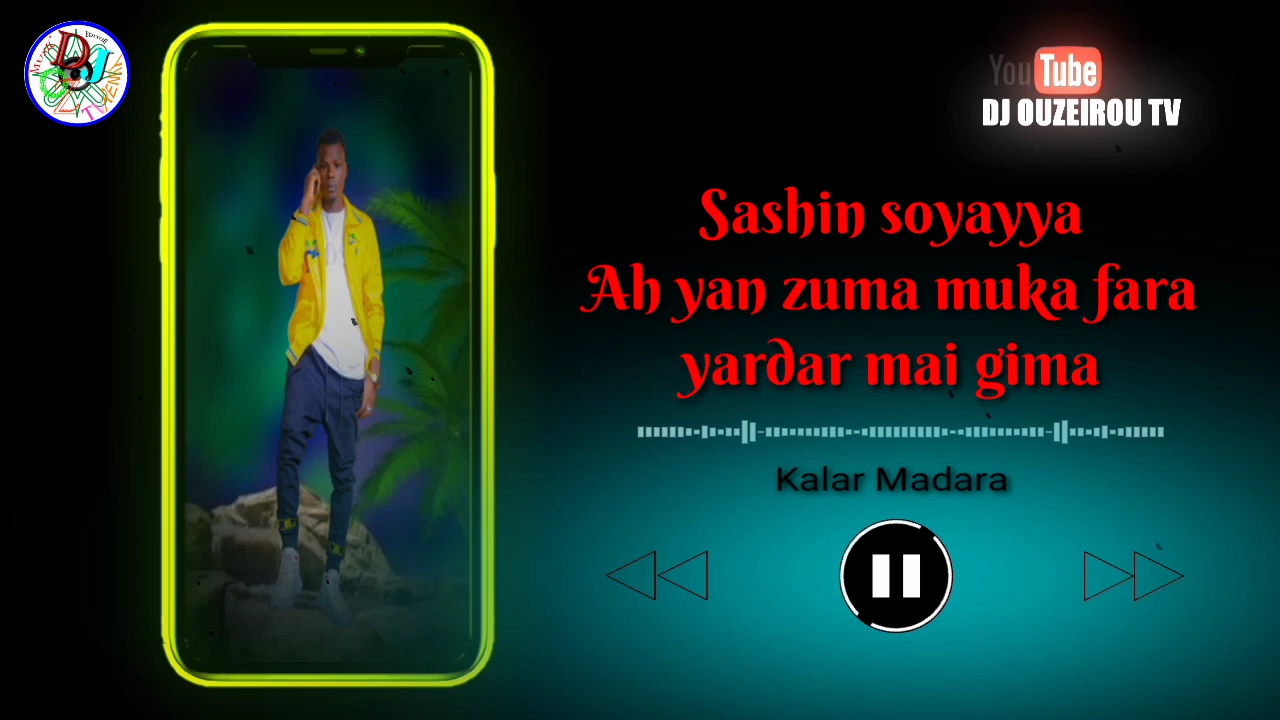 YouTube
DJ OUZEIROU TV
Sashin soyayya
Ah yan zuma muka fara
yardar mai gima
Kalar Madara